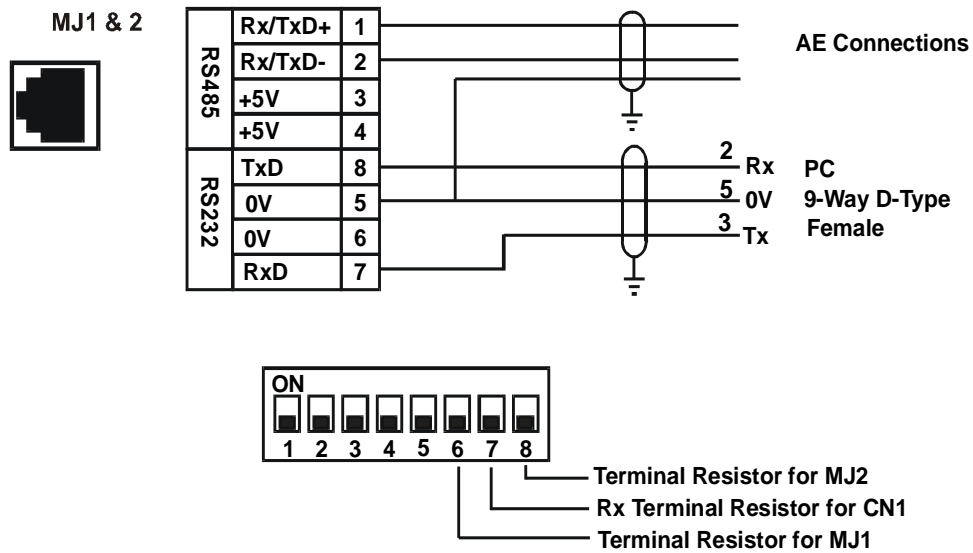 MJ1 & 2
RS485
Rx/TxD+ 1
Rx/TxD- 2
+5V 3
+5V 4
RS232
TxD 8
0V 5
0V 6
RxD 7
AE Connections
2 Rx
5 0V
3 Tx
PC
9-Way D-Type
Female
ON
1 2 3 4 5 6 7 8
Terminal Resistor for MJ2
Rx Terminal Resistor for CN1
Terminal Resistor for MJ1